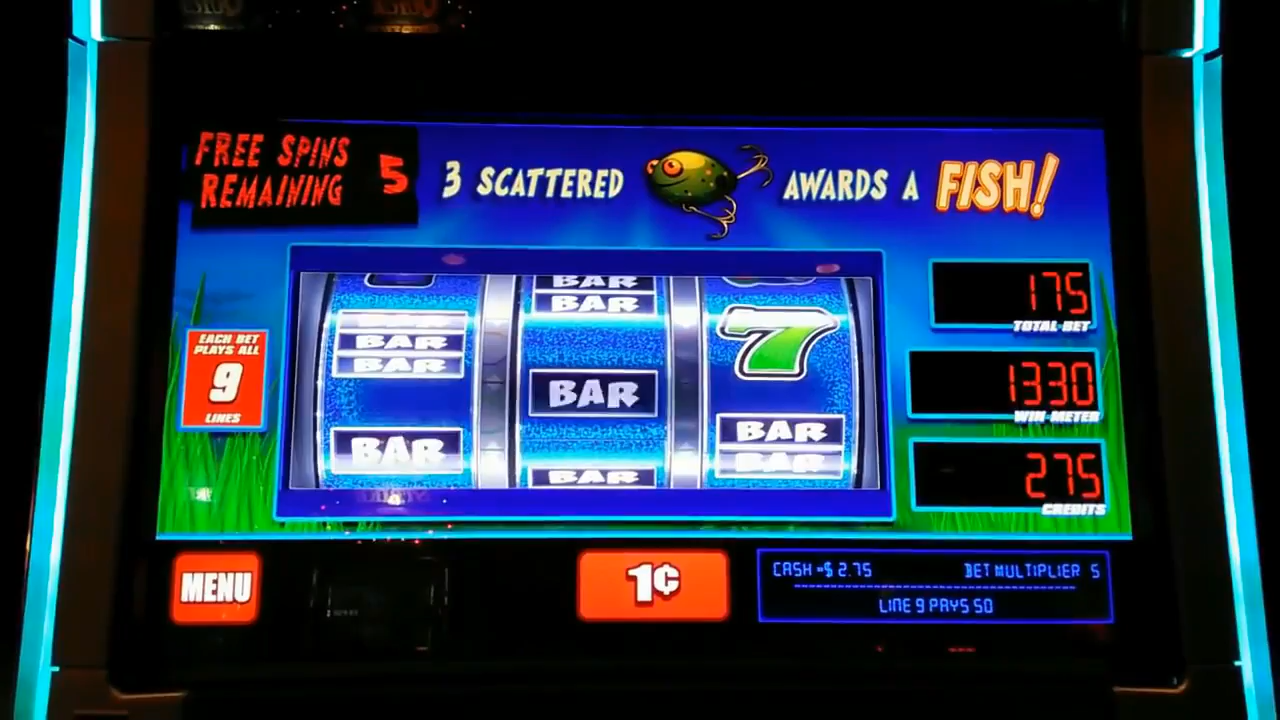 FREE SPINS
REMAINING 5
3 SCATTERED AWARDS A FISH!
EACH BET
PLAYS ALL
9
LINES
BAR
BAR
BAR
BAR
BAR
BAR
BAR
BAR
7
BAR
BAR
175
TOTAL BET
1330
WIN METER
275
CREDITS
MENU
1¢
CASH =$ 2.75 BET MULTIPLIER 5
LINE 9 PAYS 50